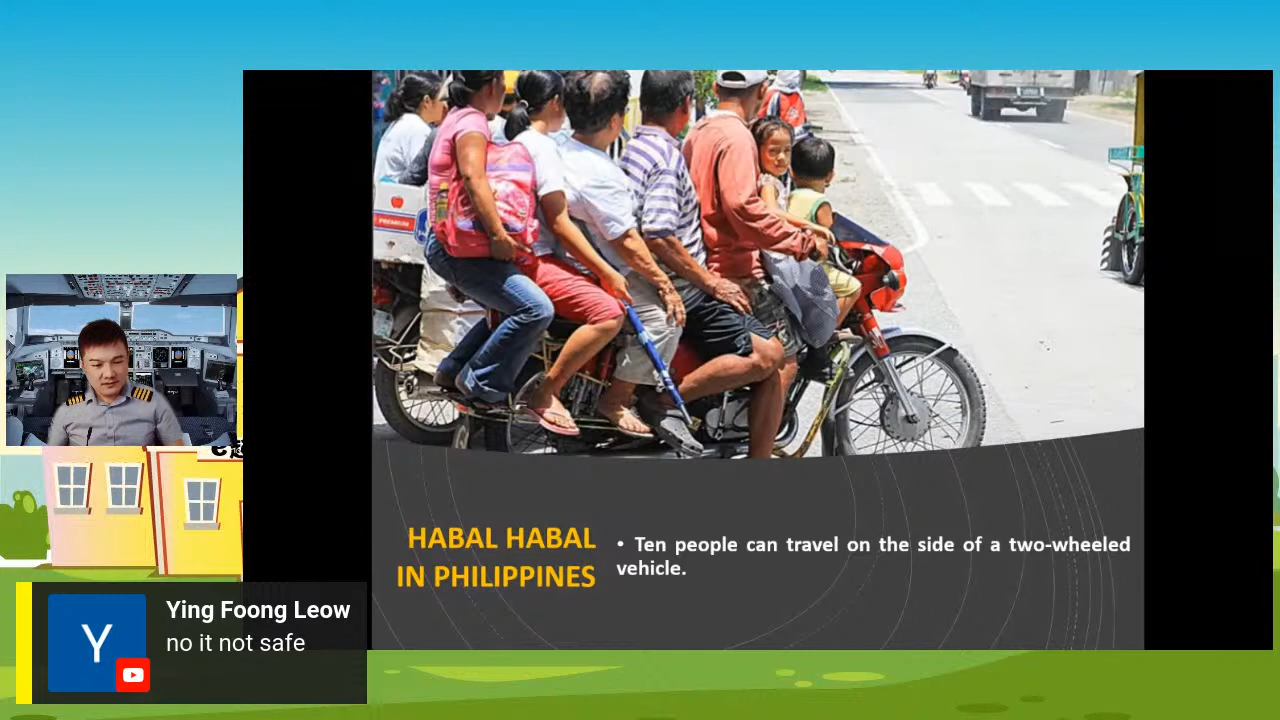 PREMIUM
HABAL HABAL
IN PHILIPPINES
• Ten people can travel on the side of a two-wheeled
vehicle.
Y
Ying Foong Leow
no it not safe